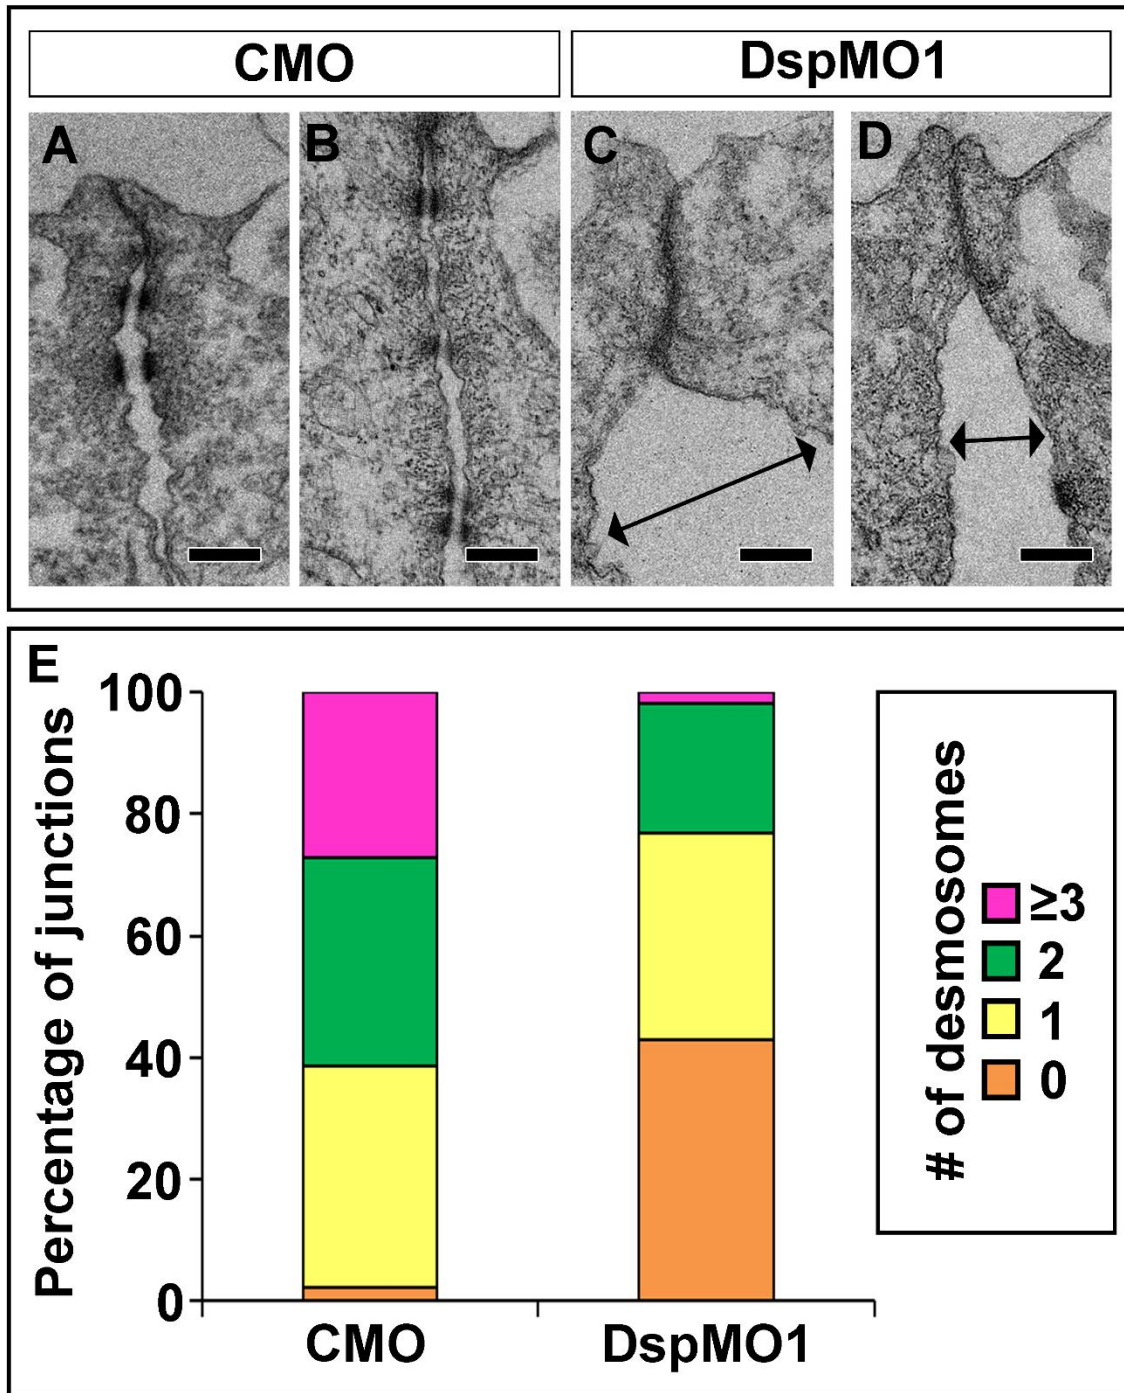 CMO
DspMO1
A
B
C
D
E
Percentage of junctions
100
80
60
40
20
0
CMO
DspMO1
# of desmosomes
≥3
2
1
0